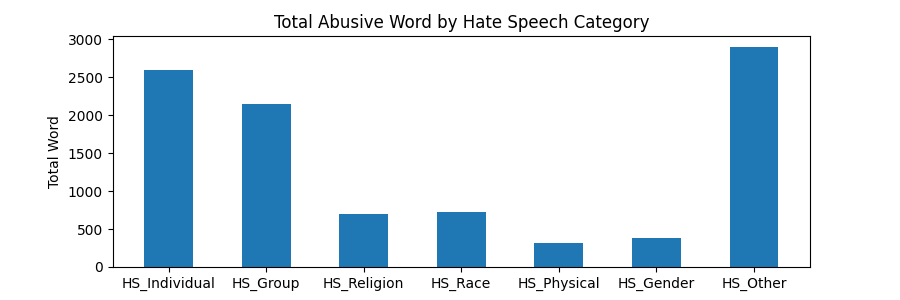 Total Abusive Word by Hate Speech Category
Total Word
3000
2500
2000
1500
1000
500
0
HS_Individual HS_Group HS_Religion HS_Race HS_Physical HS_Gender HS_Other